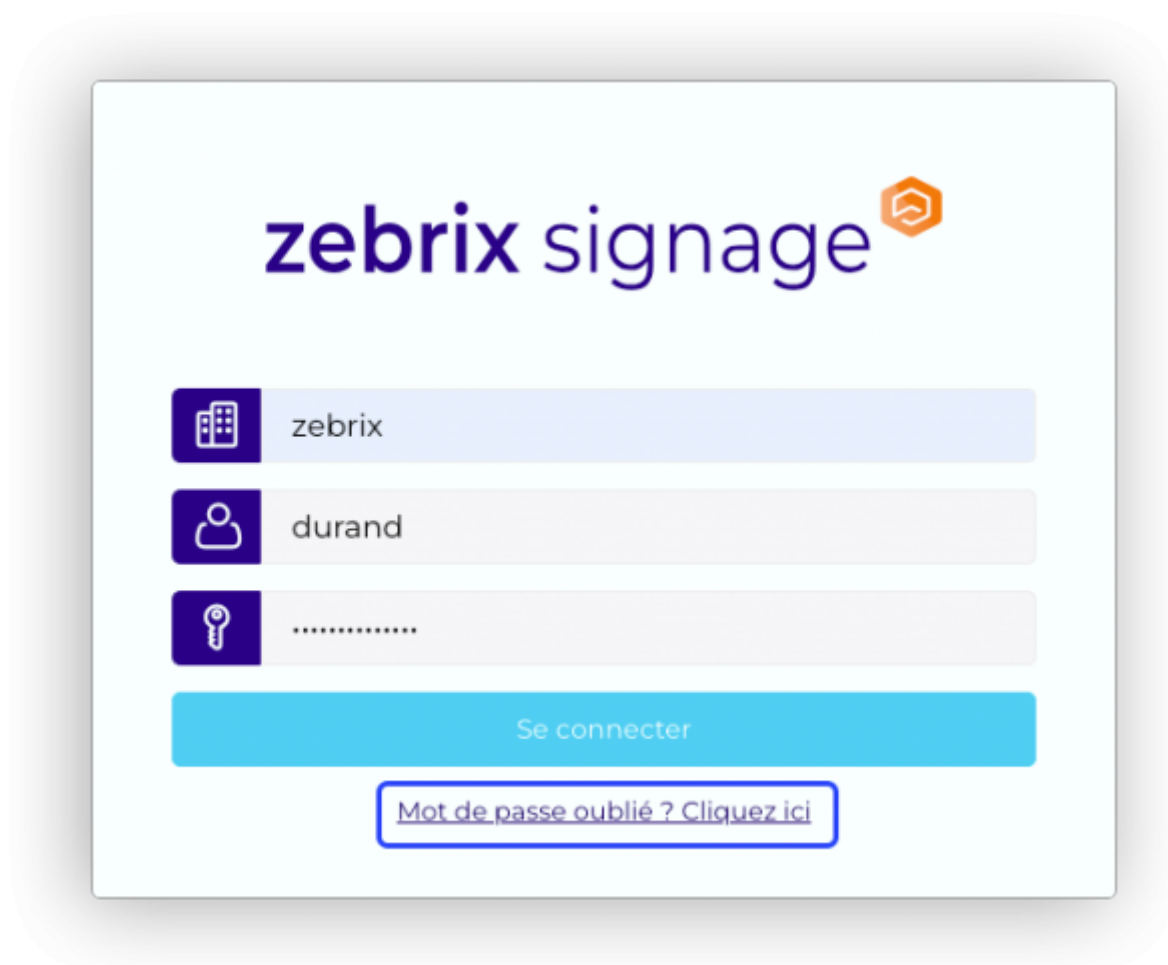 zebrix signage
zebrix
durand
··············
Se connecter
Mot de passe oublié ? Cliquez ici